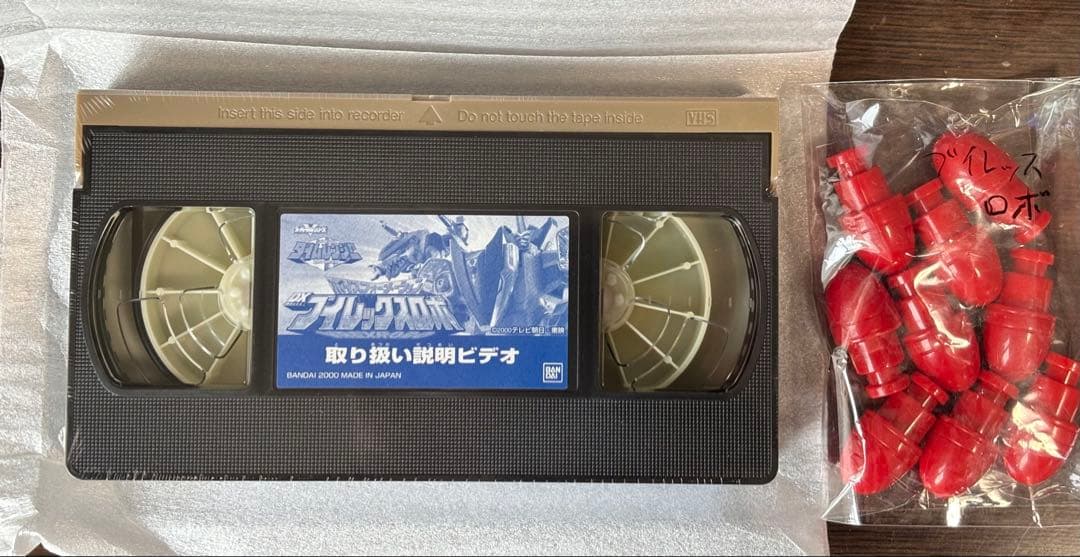 Insert this side into recorder
Do not touch the tape inside
VHS
タイムレンジャー
DX
ブイレックスロボ
©2000テレビ朝日・東映
取り扱い説明ビデオ
BANDAI 2000 MADE IN JAPAN
BAN
DAI
ブイレッス
ロボ